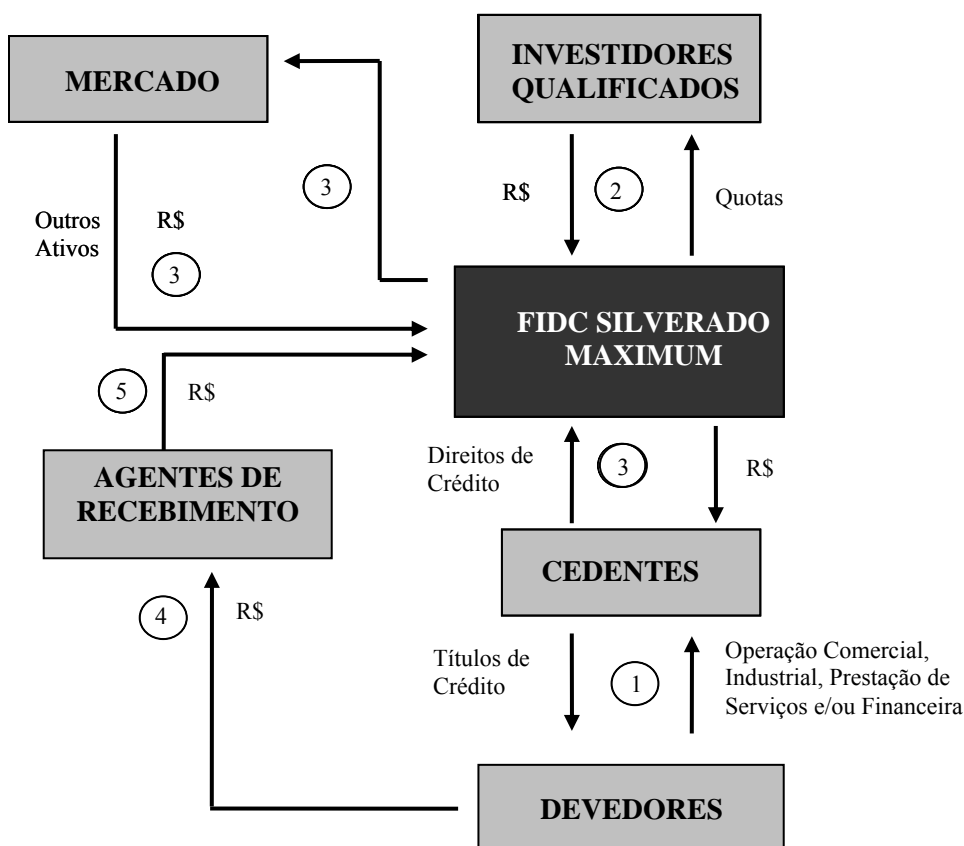 MERCADO
INVESTIDORES
QUALIFICADOS
3
R$
2
Quotas
Outros
Ativos
R$
3
FIDC SILVERADO
MAXIMUM
5
R$
AGENTES DE
RECEBIMENTO
Direitos de
Crédito
3
R$
CEDENTES
4
R$
Títulos de
Crédito
1
Operação Comercial,
Industrial, Prestação de
Serviços e/ou Financeira
DEVEDORES